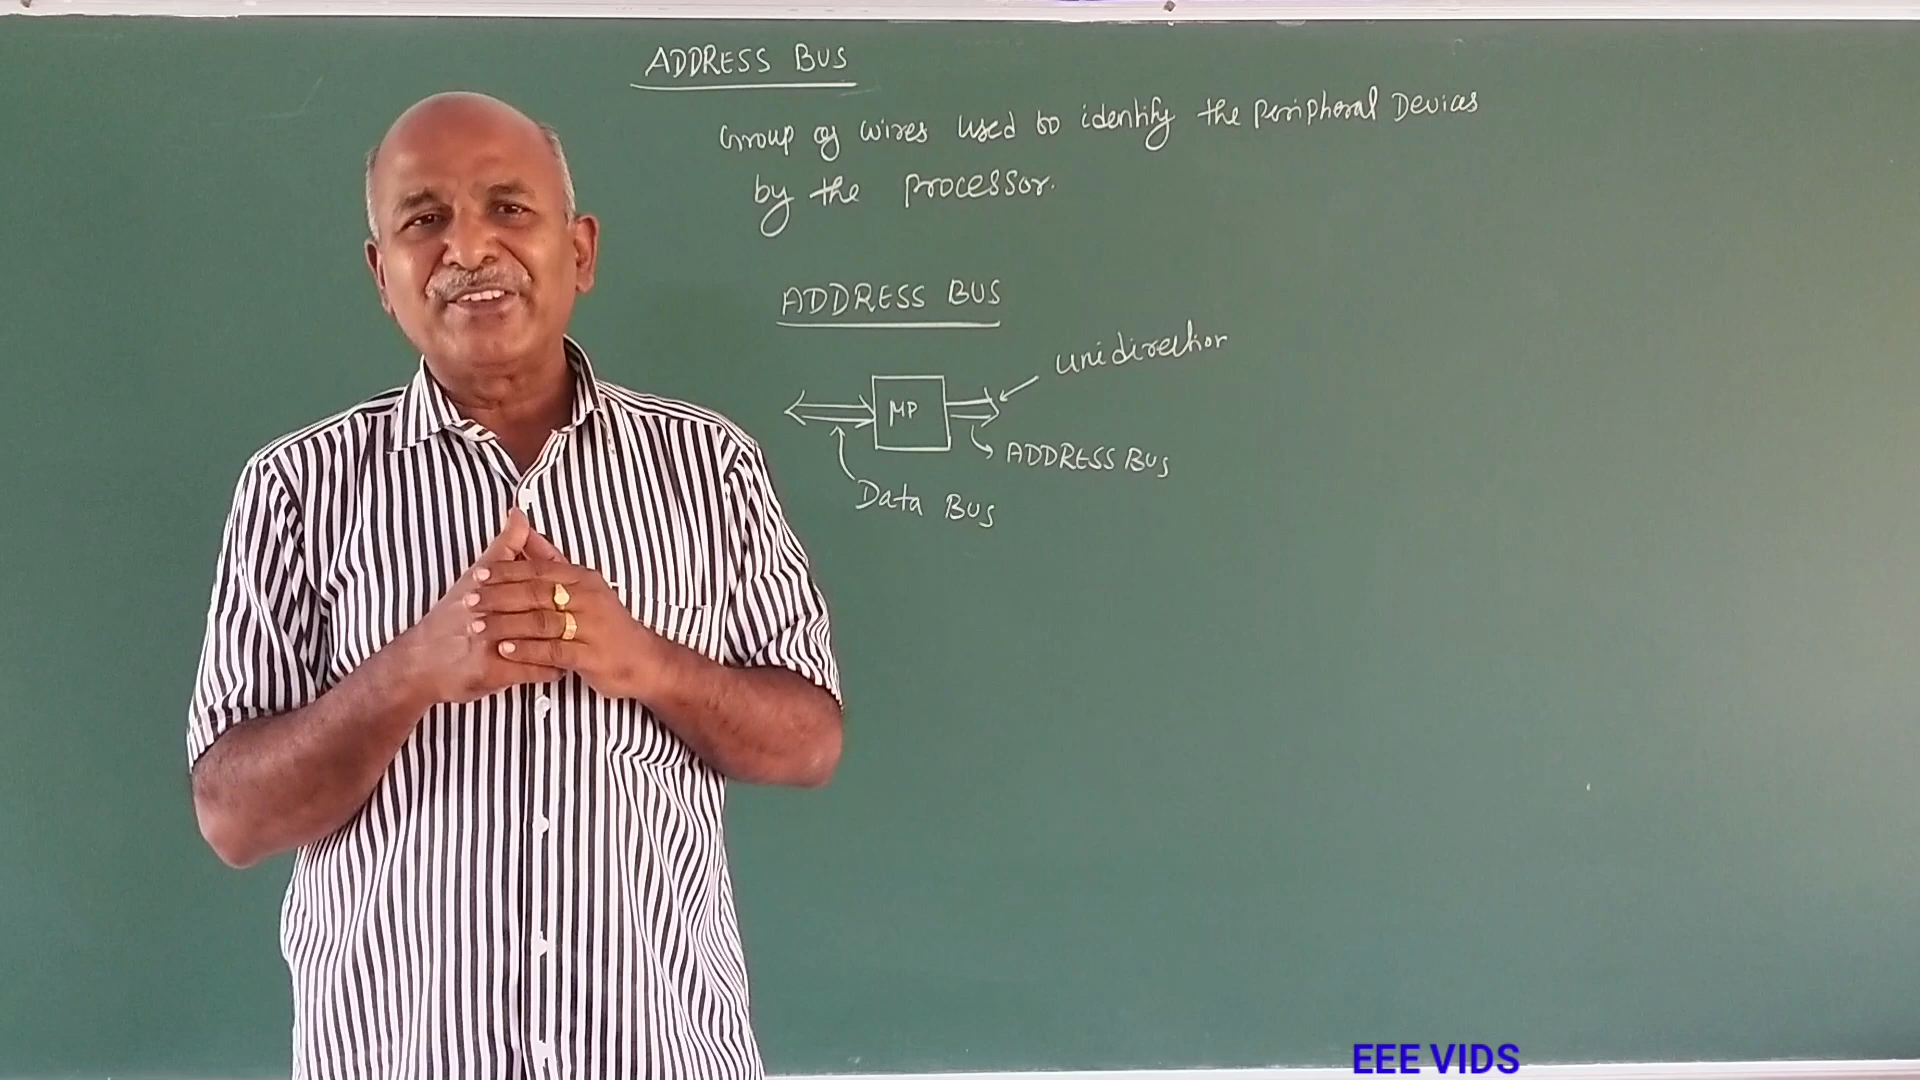 ADDRESS BUS
Group of wires used to identify the Peripheral Devices
by the Processor.
ADDRESS BUS
unidirection
MP
ADDRESS BUS
Data Bus
EEE VIDS